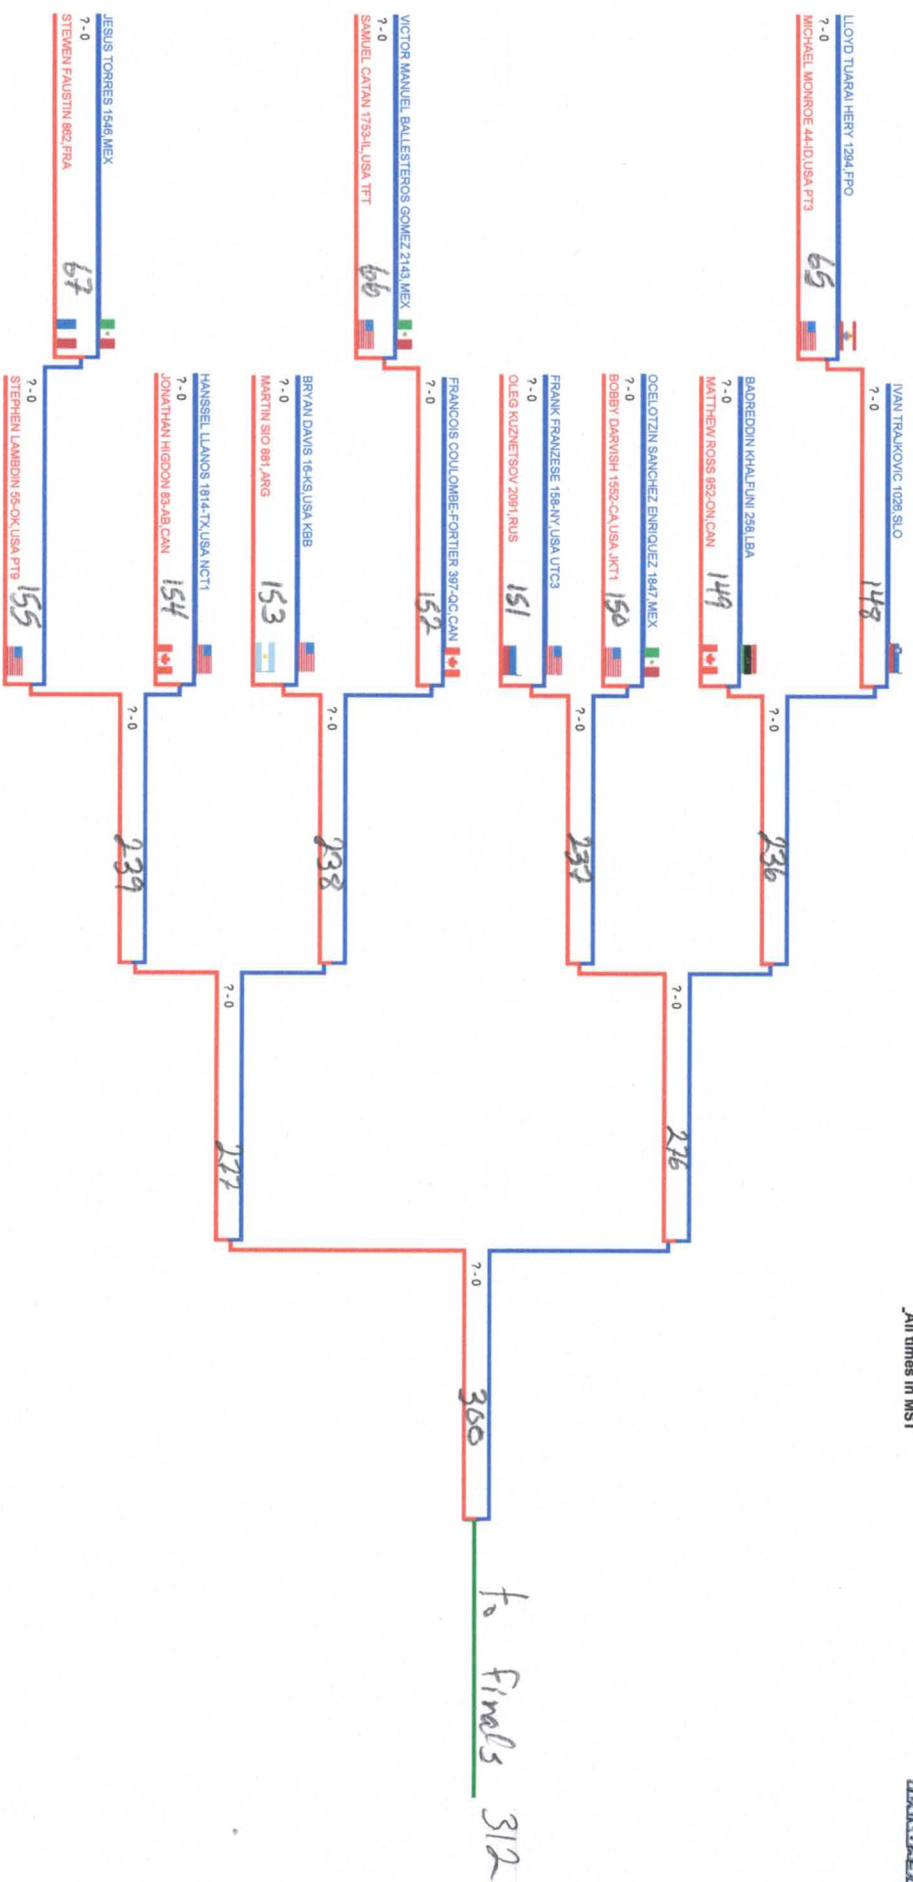 All times in MST
IVAN TRAJKOVIC 1026,SLO
? - 0
148
LLOYD TUARAI HERY 1294,FPO
? - 0
65
MICHAEL MONROE 44-ID,USA PT3
? - 0
236
BADREDDIN KHALFUNI 258,LBA
? - 0
149
MATTHEW ROSS 952-ON,CAN
? - 0
276
OCELOTZIN SANCHEZ ENRIQUEZ 1847,MEX
? - 0
150
BOBBY DARVISH 1552-CA,USA JKT1
? - 0
237
FRANK FRANZESE 158-NY,USA UTC3
? - 0
151
OLEG KUZNETSOV 2091,RUS
? - 0
300
to Finals 312
FRANCOIS COULOMBE-FORTIER 397-QC,CAN
? - 0
152
VICTOR MANUEL BALLESTEROS GOMEZ 2143,MEX
? - 0
66
SAMUEL CATAN 1753-IL,USA TFT
? - 0
238
BRYAN DAVIS 16-KS,USA KBB
? - 0
153
MARTIN SIO 881,ARG
? - 0
277
HANSSEL LLANOS 1814-TX,USA NCT1
? - 0
154
JONATHAN HIGDON 83-AB,CAN
? - 0
239
JESUS TORRES 1546,MEX
? - 0
67
STEWEN FAUSTIN 862,FRA
? - 0
155
STEPHEN LAMBDIN 55-OK,USA PT9